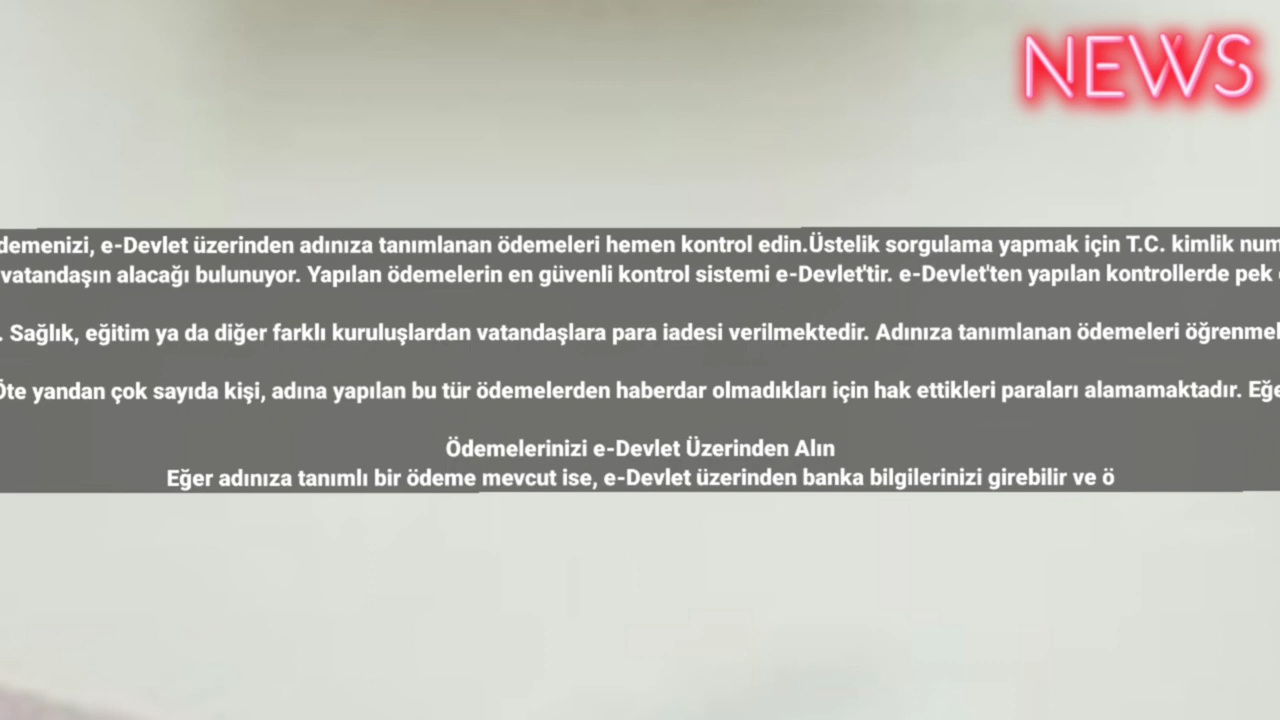 NEWS
demenizi, e-Devlet üzerinden adınıza tanımlanan ödemeleri hemen kontrol edin.Üstelik sorgulama yapmak için T.C. kimlik num
vatandaşın alacağı bulunuyor. Yapılan ödemelerin en güvenli kontrol sistemi e-Devlet'tir. e-Devlet'ten yapılan kontrollerde pek
. Sağlık, eğitim ya da diğer farklı kuruluşlardan vatandaşlara para iadesi verilmektedir. Adınıza tanımlanan ödemeleri öğrenmel
Öte yandan çok sayıda kişi, adına yapılan bu tür ödemelerden haberdar olmadıkları için hak ettikleri paraları alamamaktadır. Eğe
Ödemelerinizi e-Devlet Üzerinden Alın
Eğer adınıza tanımlı bir ödeme mevcut ise, e-Devlet üzerinden banka bilgilerinizi girebilir ve ö